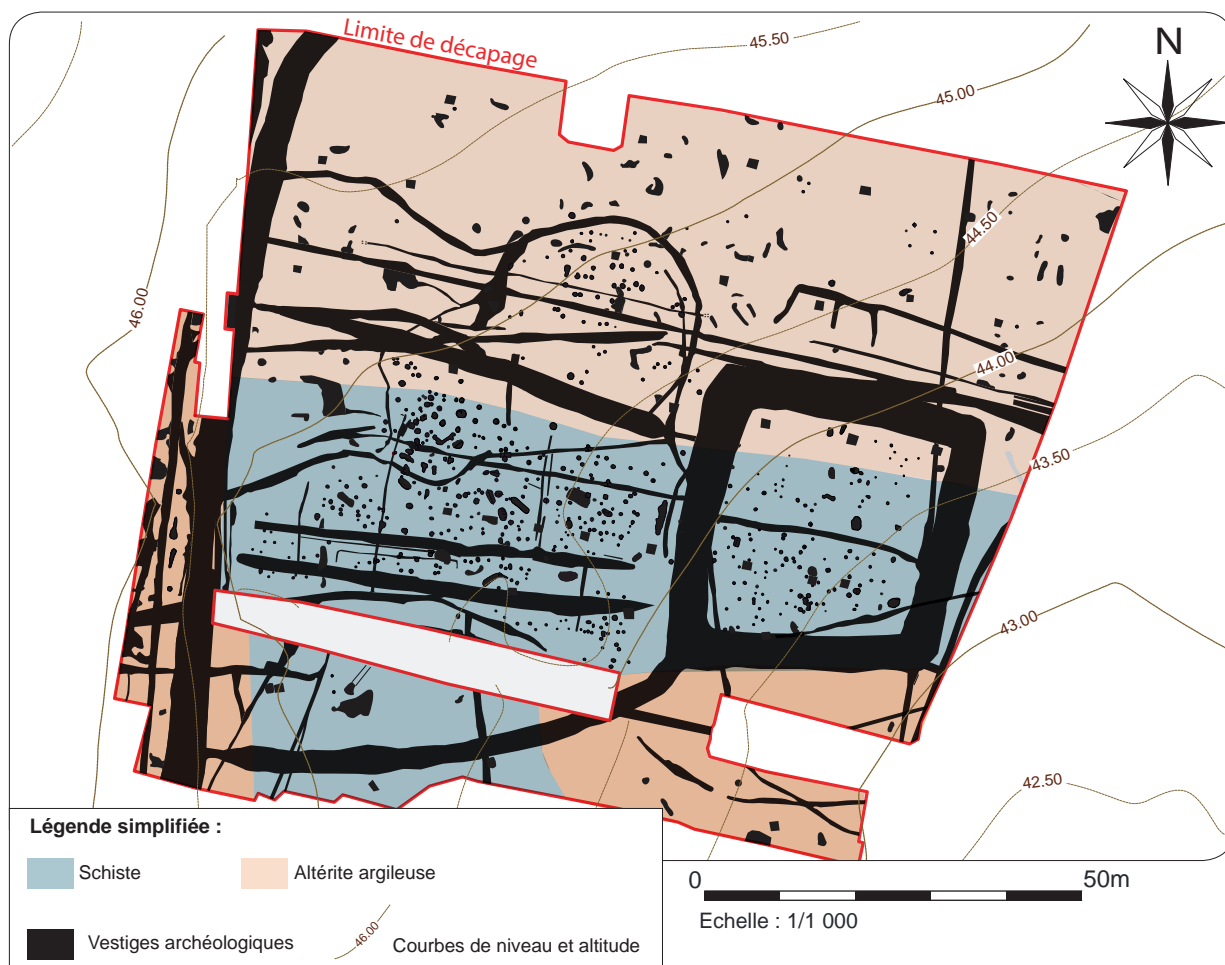 Limite de décapage
45.50
N
45.00
44.50
46.00
44.00
43.50
43.00
42.50
Légende simplifiée :
Schiste
Altérite argileuse
Vestiges archéologiques
46.00
Courbes de niveau et altitude
0
50m
Echelle : 1/1 000